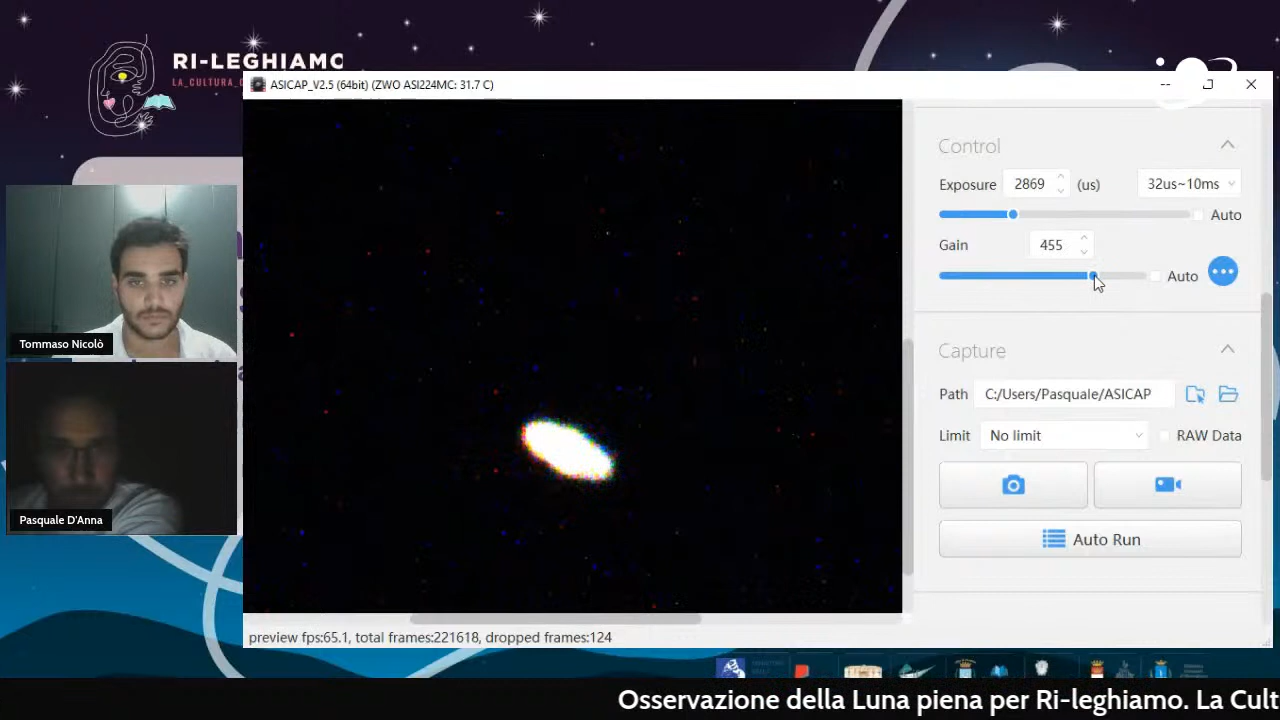 RI-LEGHIAMO
LA_CULTURA_
ASICAP_V2.5 (64bit) (ZWO ASI224MC: 31.7 C)
Control
Exposure 2869 (us) 32us~10ms
Auto
Gain 455
Auto
Capture
Path C:/Users/Pasquale/ASICAP
Limit No limit RAW Data
Auto Run
Tommaso Nicolò
Pasquale D'Anna
preview fps:65.1, total frames:221618, dropped frames:124
Osservazione della Luna piena per Ri-leghiamo. La Cult